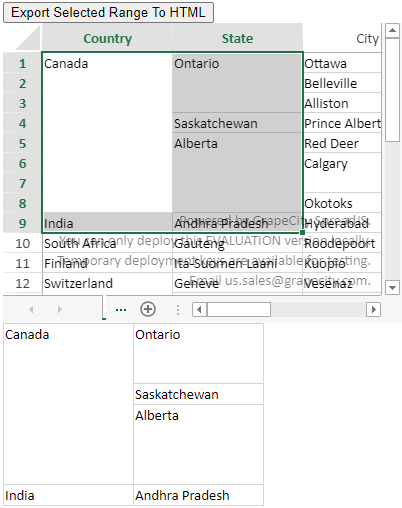 Export Selected Range To HTML
Country State City
1 Canada Ontario Ottawa
2 Belleville
3 Alliston
4 Saskatchewan Prince Albert
5 Alberta Red Deer
6 Calgary
7
8 Okotoks
9 India Andhra Pradesh Hyderabad
Powered by GrapeCity SpreadJS.
You can only deploy this EVALUATION version locally.
10 South Africa Gauteng Roodepoort
Temporary deployment keys are available for testing.
11 Finland Ita-Suomen Laani Kuopio
Email us.sales@grapecity.com.
12 Switzerland Geneve Vesenaz
...
Canada Ontario
Saskatchewan
Alberta
India Andhra Pradesh